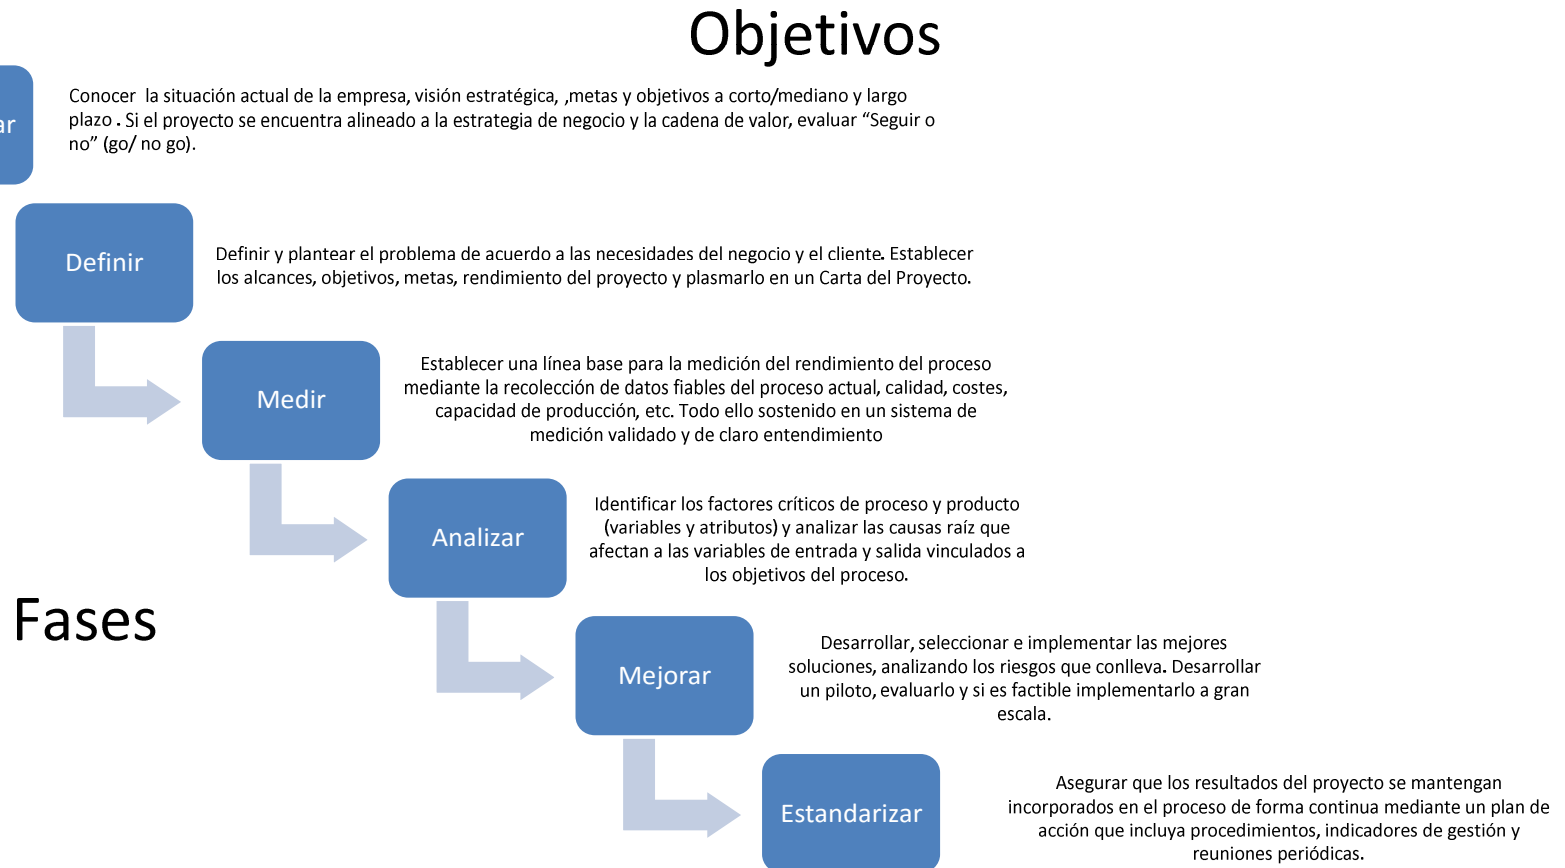 Objetivos
ar
Conocer  la situación actual de la empresa, visión estratégica, ,metas y objetivos a corto/mediano y largo
plazo . Si el proyecto se encuentra alineado a la estrategia de negocio y la cadena de valor, evaluar “Seguir o
no” (go/ no go).
Definir
Definir y plantear el problema de acuerdo a las necesidades del negocio y el cliente. Establecer
los alcances, objetivos, metas, rendimiento del proyecto y plasmarlo en un Carta del Proyecto.
Medir
Establecer una línea base para la medición del rendimiento del proceso
mediante la recolección de datos fiables del proceso actual, calidad, costes,
capacidad de producción, etc. Todo ello sostenido en un sistema de
medición validado y de claro entendimiento
Analizar
Identificar los factores críticos de proceso y producto
(variables y atributos) y analizar las causas raíz que
afectan a las variables de entrada y salida vinculados a
los objetivos del proceso.
Fases
Mejorar
Desarrollar, seleccionar e implementar las mejores
soluciones, analizando los riesgos que conlleva. Desarrollar
un piloto, evaluarlo y si es factible implementarlo a gran
escala.
Estandarizar
Asegurar que los resultados del proyecto se mantengan
incorporados en el proceso de forma continua mediante un plan de
acción que incluya procedimientos, indicadores de gestión y
reuniones periódicas.